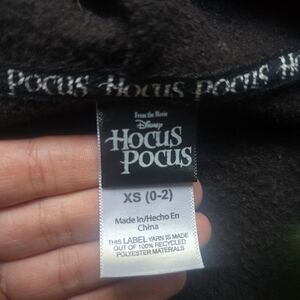 POCUS HOCUS POCUS H
From the Movie
Disney
HOCUS
POCUS
XS (0-2)
Made in/Hecho En
China
THIS LABEL YARN IS MADE
OUT OF 100% RECYCLED
POLYESTER MATERIALS